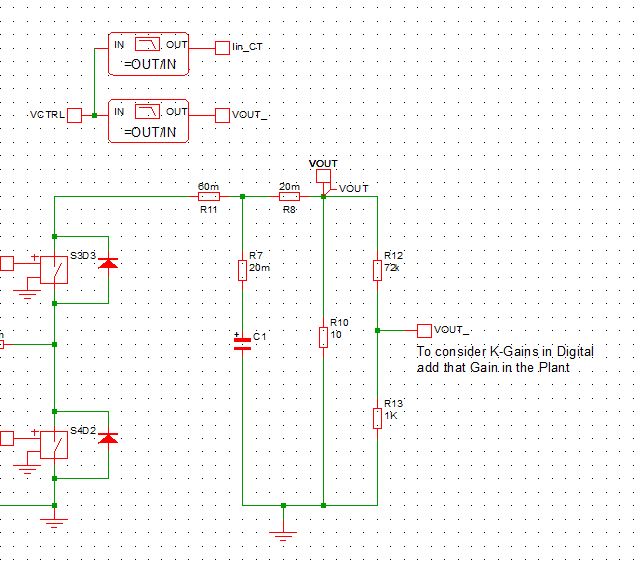 IN OUT
=OUT/IN
Iin_CT
VCTRL
IN OUT
=OUT/IN
VOUT_
VOUT
VOUT
60m
R11
20m
R8
S3D3
R7
20m
R12
72k
C1
R10
10
VOUT_
To consider K-Gains in Digital
add that Gain in the Plant
R13
1K
S4D2